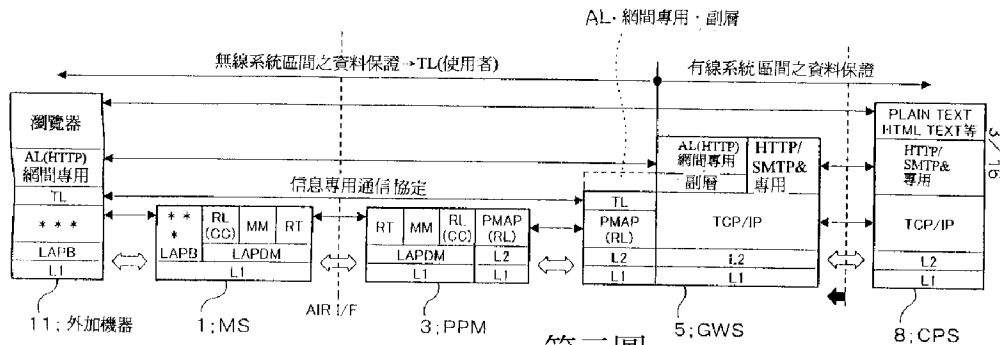 AL·網間專用·副層
無線系統區間之資料保證→TL(使用者)
有線系統區間之資料保證
瀏覽器
AL(HTTP)
網間專用
TL
* * *
LAPB
L1
信息專用通信協定
* *
*
LAPB
RL
(CC)
MM
RT
LAPDM
L1
AIR I/F
RT
MM
RL
(CC)
PMAP
(RL)
LAPDM
L2
L1
L1
TL
PMAP
(RL)
L2
L1
AL(HTTP)
網間專用
副層
HTTP/
SMTP&
專用
TCP/IP
L2
L1
PLAIN TEXT
HTML TEXT等
HTTP/
SMTP&
專用
TCP/IP
L2
L1
3/16
11;外加機器
1;MS
3;PPM
5;GWS
8;CPS